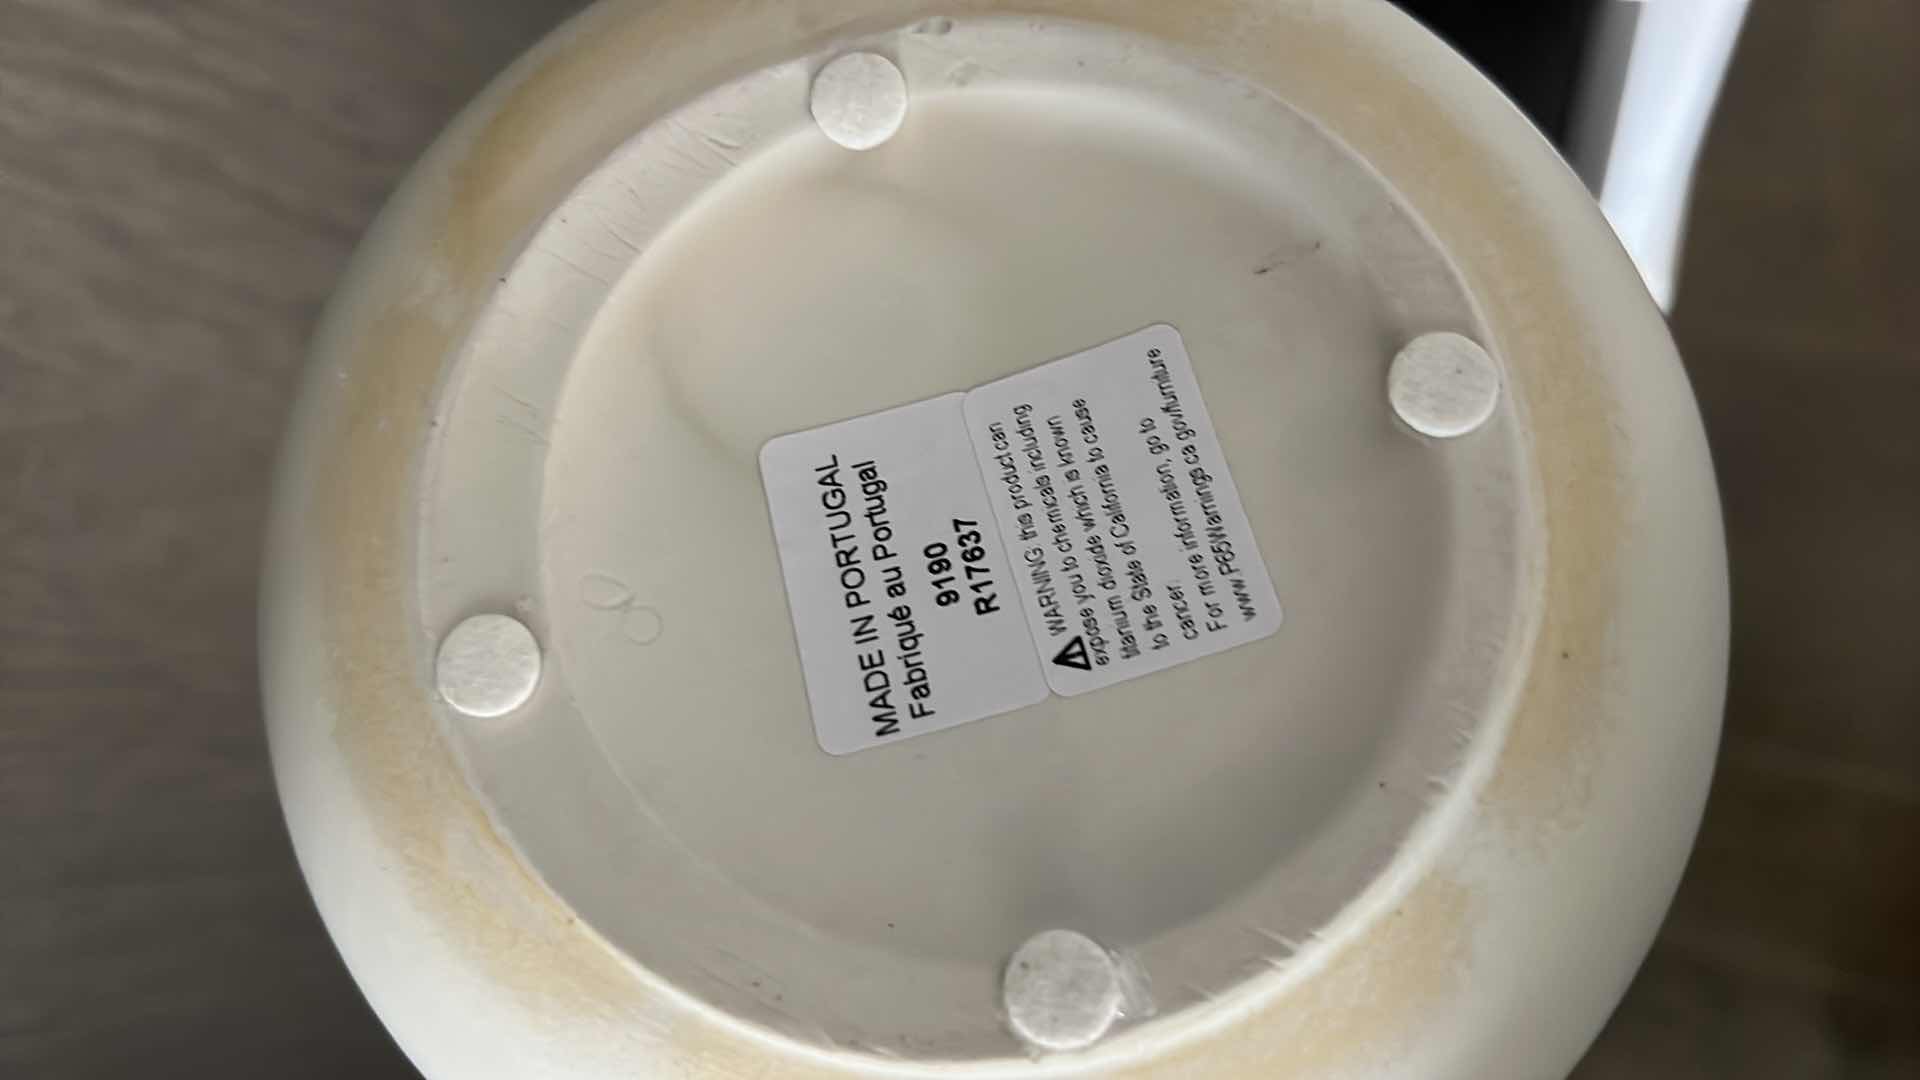 MADE IN PORTUGAL
Fabriqué au Portugal
9190
R17637
WARNING: this product can
expose you to chemicals including
titanium dioxide which is known
to the State of California to cause
cancer.
For more information, go to
www.P65Warnings.ca.gov/furniture